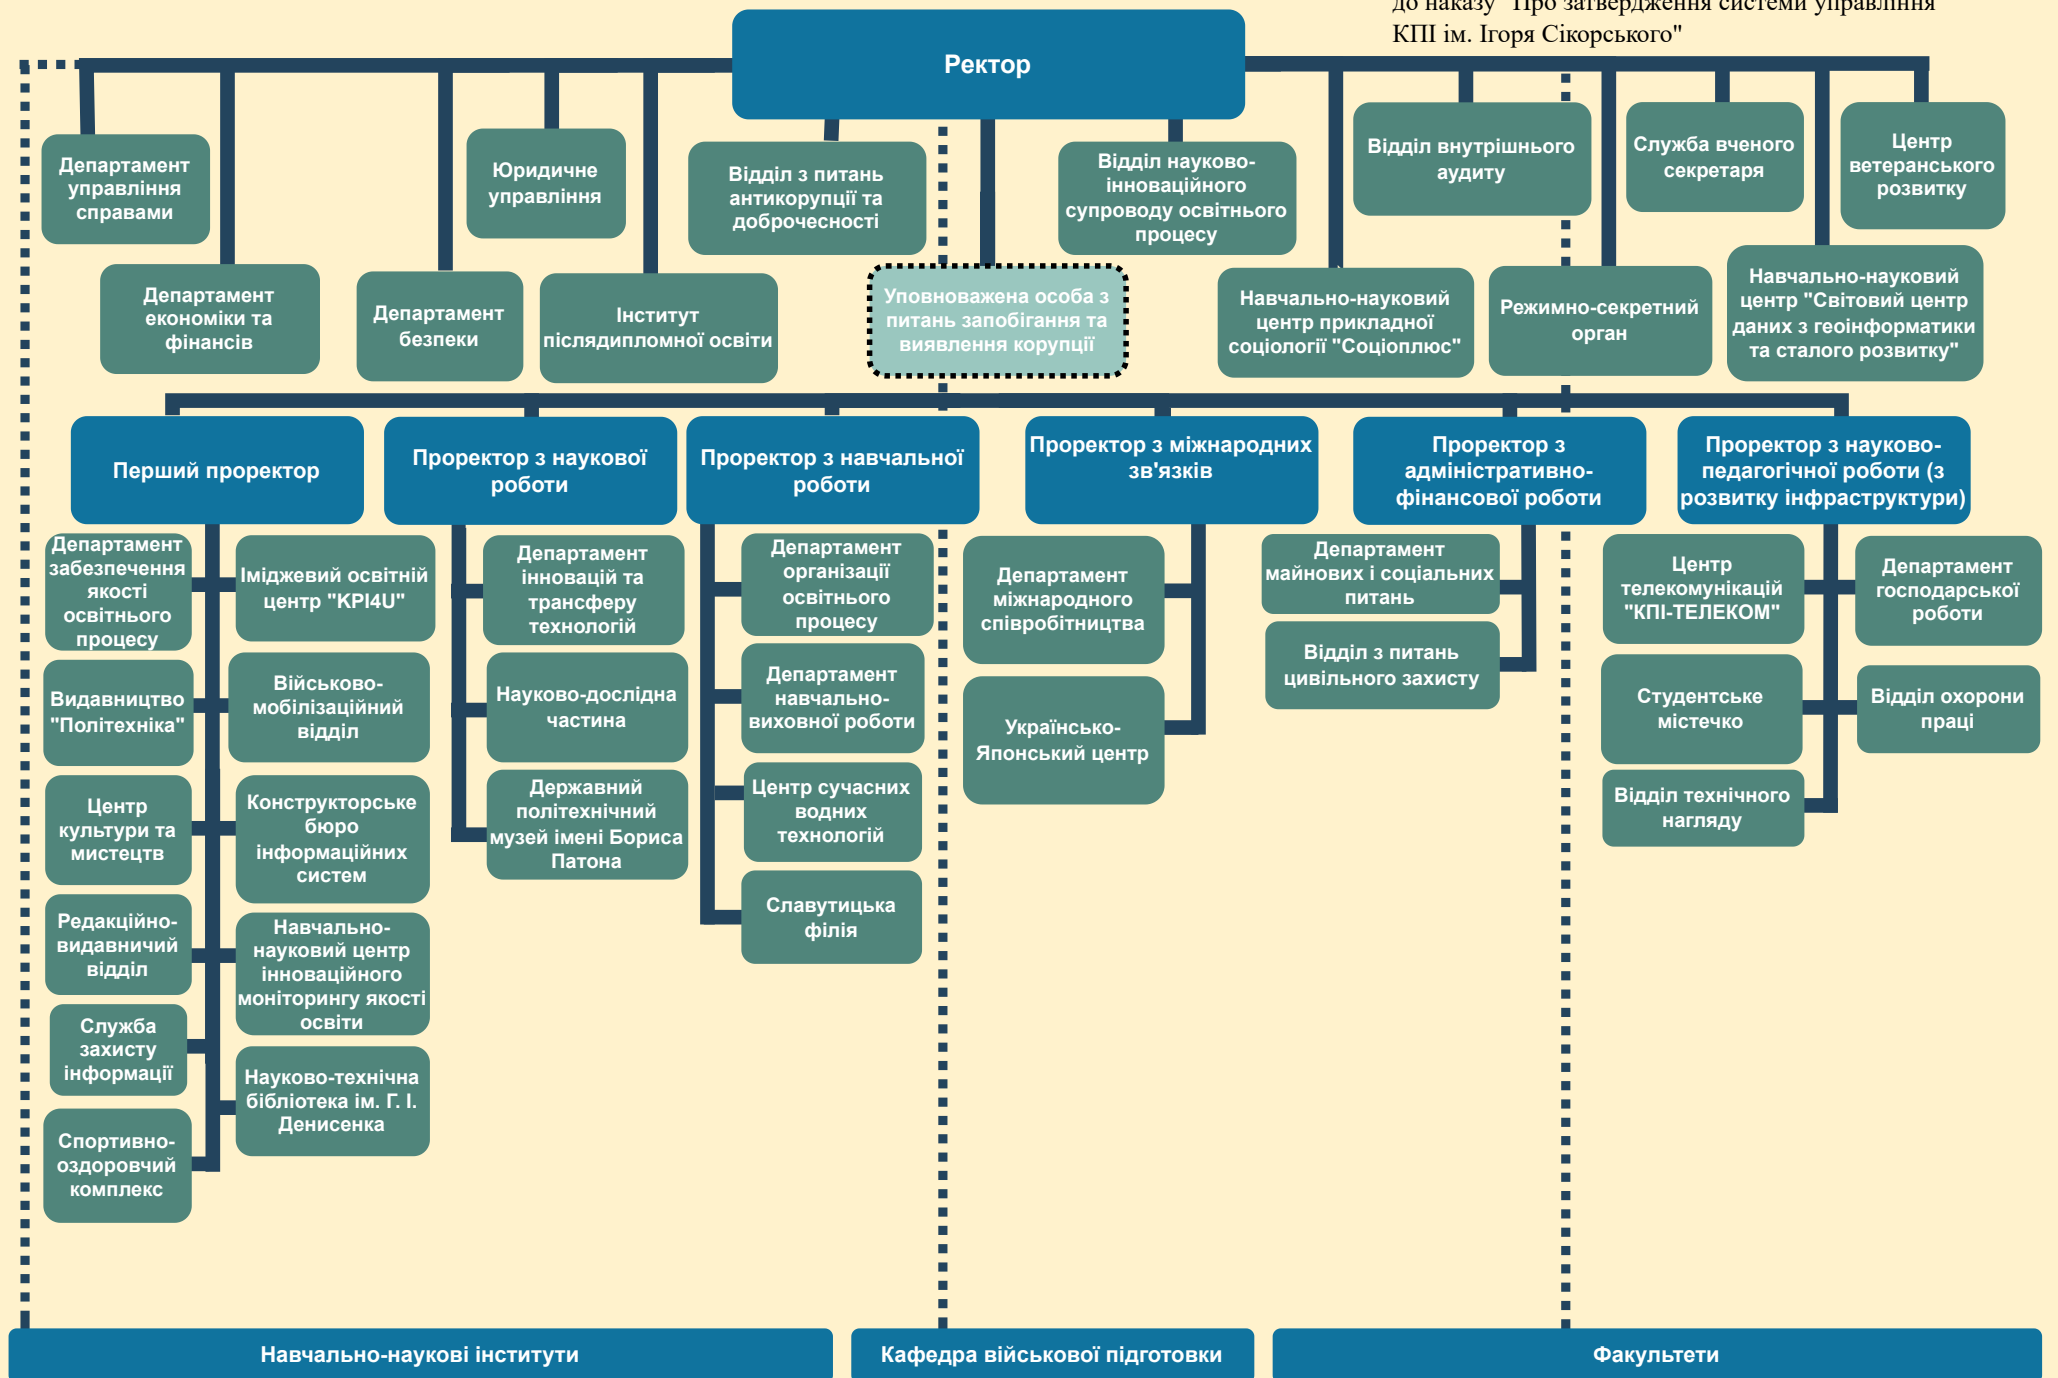 до наказу "Про затвердження системи управління
КПІ ім. Ігоря Сікорського"
Ректор
Департамент
управління
справами
Юридичне
управління
Відділ з питань
антикорупції та
доброчесності
Відділ науково-
інноваційного
супроводу освітнього
процесу
Відділ внутрішнього
аудиту
Служба вченого
секретаря
Центр
ветеранського
розвитку
Департамент
економіки та
фінансів
Департамент
безпеки
Інститут
післядипломної освіти
Уповноважена особа з
питань запобігання та
виявлення корупції
Навчально-науковий
центр прикладної
соціології "Соціоплюс"
Режимно-секретний
орган
Навчально-науковий
центр "Світовий центр
даних з геоінформатики
та сталого розвитку"
Перший проректор
Проректор з наукової
роботи
Проректор з навчальної
роботи
Проректор з міжнародних
зв'язків
Проректор з
адміністративно-
фінансової роботи
Проректор з науково-
педагогічної роботи (з
розвитку інфраструктури)
Департамент
забезпечення
якості
освітнього
процесу
Іміджевий освітній
центр "KPI4U"
Видавництво
"Політехніка"
Військово-
мобілізаційний
відділ
Центр
культури та
мистецтв
Конструкторське
бюро
інформаційних
систем
Редакційно-
видавничий
відділ
Навчально-
науковий центр
інноваційного
моніторингу якості
освіти
Служба
захисту
інформації
Науково-технічна
бібліотека ім. Г. І.
Денисенка
Спортивно-
оздоровчий
комплекс
Департамент
інновацій та
трансферу
технологій
Науково-дослідна
частина
Державний
політехнічний
музей імені Бориса
Патона
Департамент
організації
освітнього
процесу
Департамент
навчально-
виховної роботи
Центр сучасних
водних
технологій
Славутицька
філія
Департамент
міжнародного
співробітництва
Українсько-
Японський центр
Департамент
майнових і соціальних
питань
Відділ з питань
цивільного захисту
Центр
телекомунікацій
"КПІ-ТЕЛЕКОМ"
Департамент
господарської
роботи
Студентське
містечко
Відділ охорони
праці
Відділ технічного
нагляду
Навчально-наукові інститути
Кафедра військової підготовки
Факультети